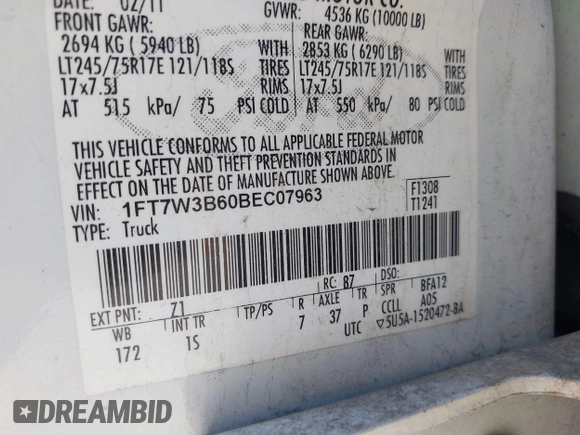 DATE: 02/11 MOTOR CO.
FRONT GAWR: GVWR: 4536 KG (10000 LB)
2694 KG ( 5940 LB) WITH REAR GAWR: 2853 KG ( 6290 LB) WITH
LT245/75R17E 121/118S TIRES LT245/75R17E 121/118S TIRES
17x7.5J RIMS 17x7.5J RIMS
AT 515 kPa/ 75 PSI COLD AT 550 kPa/ 80 PSI COLD
THIS VEHICLE CONFORMS TO ALL APPLICABLE FEDERAL MOTOR
VEHICLE SAFETY AND THEFT PREVENTION STANDARDS IN
EFFECT ON THE DATE OF MANUFACTURE SHOWN ABOVE.
VIN: 1FT7W3B60BEC07963 F1308
TYPE: Truck T1241
EXT PNT: Z1 RC: 87 DSO:
WB INT TR TP/PS R AXLE TR SPR BFA12
172 1S 7 37 P CCLL A05
UTC ▽5U5A-1520472-BA
DREAMBID